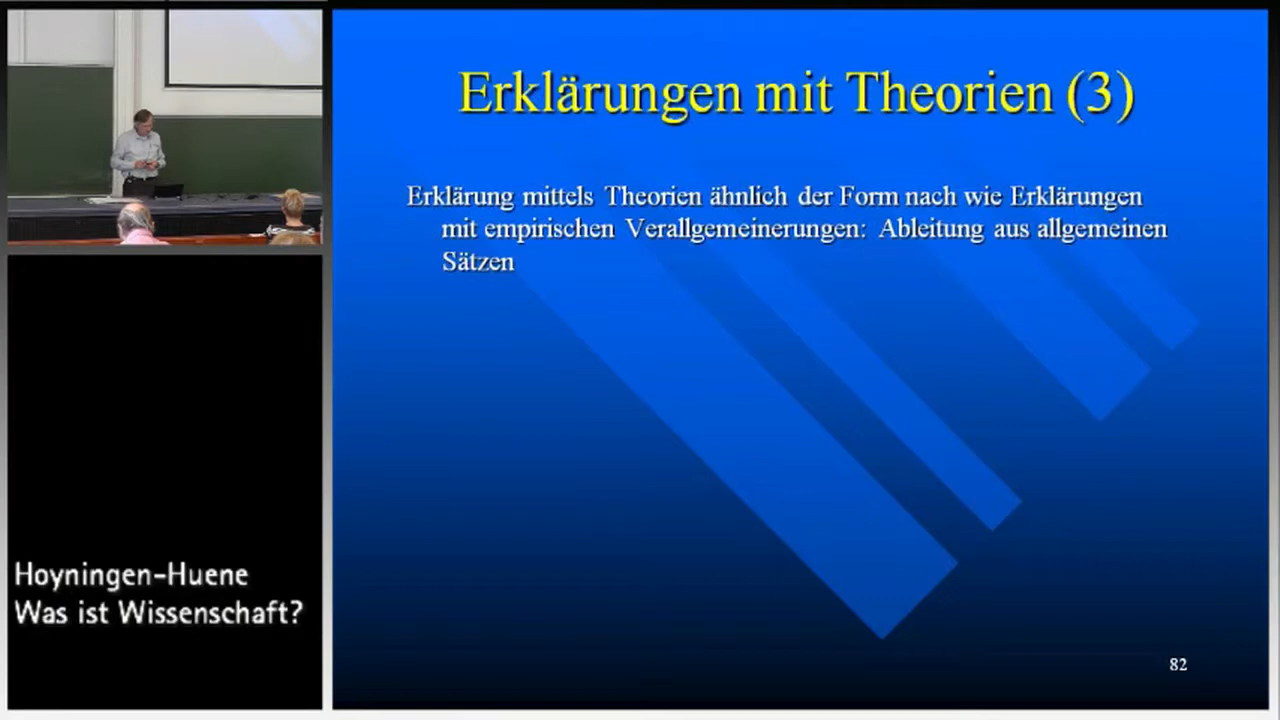 Erklärungen mit Theorien (3)
Erklärung mittels Theorien ähnlich der Form nach wie Erklärungen
mit empirischen Verallgemeinerungen: Ableitung aus allgemeinen
Sätzen
Hoyningen-Huene
Was ist Wissenschaft?
82